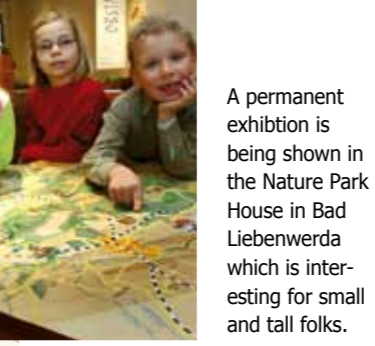 OBSTA
A permanent
exhibtion is
being shown in
the Nature Park
House in Bad
Liebenwerda
which is inter-
esting for small
and tall folks.